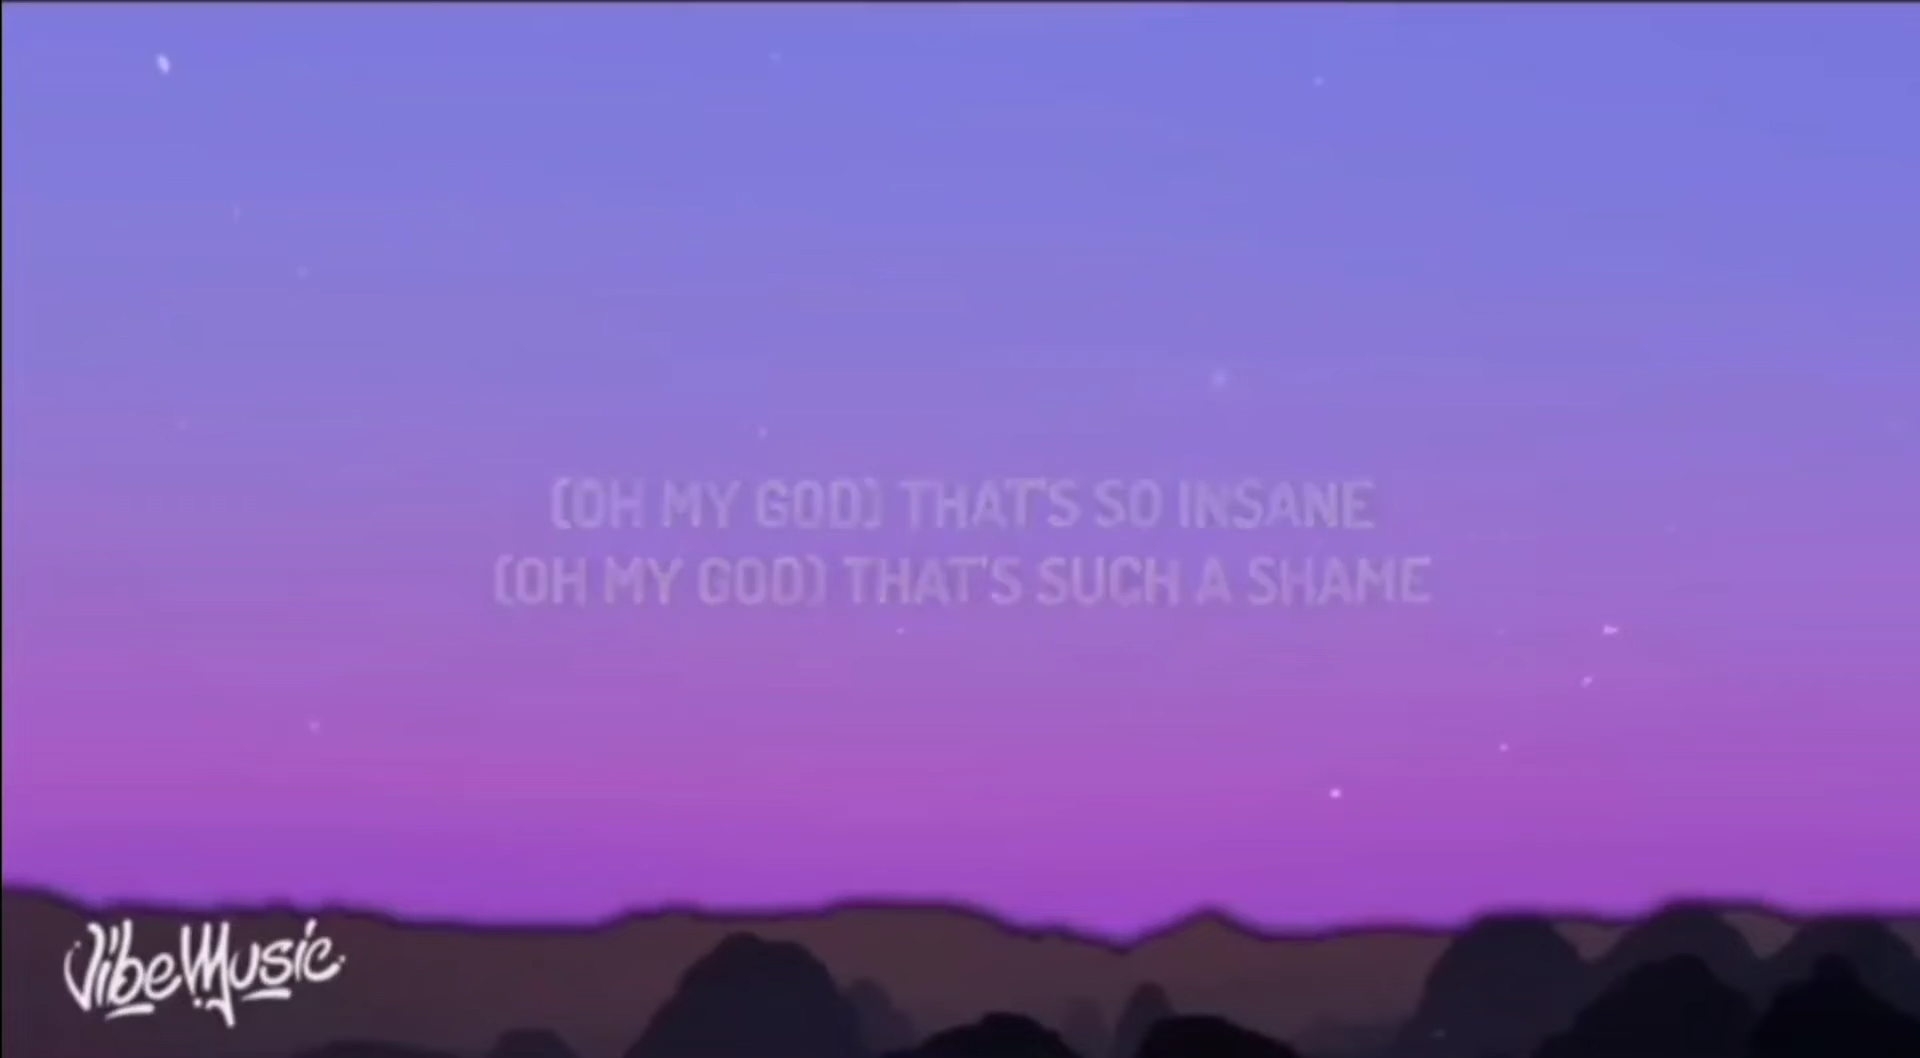 (OH MY GOD) THAT'S SO INSANE
(OH MY GOD) THAT'S SUCH A SHAME
VibeMusic